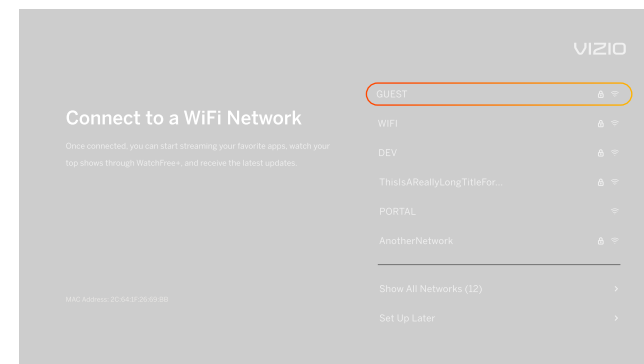 VIZIO
Connect to a WiFi Network
Once connected, you can start streaming your favorite apps, watch your
top shows through WatchFree+, and receive the latest updates.
MAC Address:
GUEST
WIFI
DEV
ThisIsAReallyLongTitleFor...
PORTAL
AnotherNetwork
Show All Networks (12)
Set Up Later